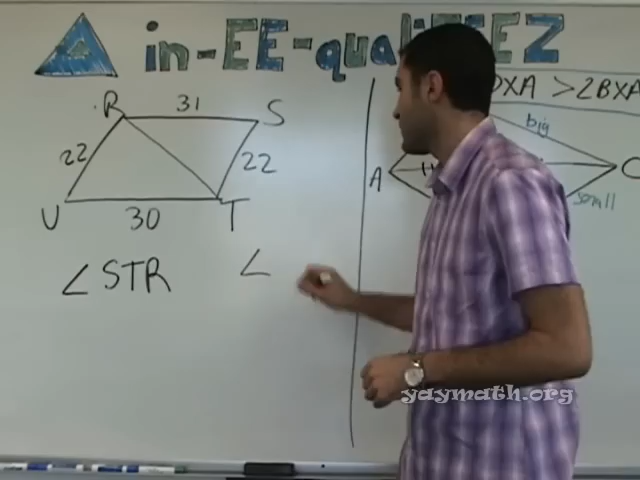 in-EE-qualiTEEZ
R 31 S
22 22
U 30 T
∠STR ∠
DXA > ∠BXA
big
A C
small
yaymath.org